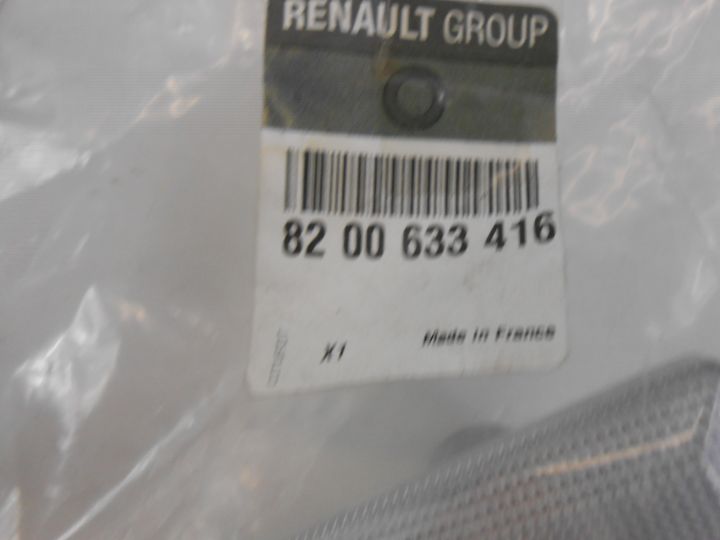 RENAULT GROUP
82 00 633 416
X1 Made in France